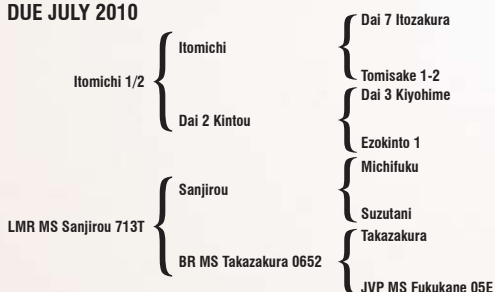 DUE JULY 2010
Dai 7 Itozakura
Itomichi
Tomisake 1-2
Itomichi 1/2
Dai 3 Kiyohime
Dai 2 Kintou
Ezokinto 1
Michifuku
Sanjirou
Suzutani
LMR MS Sanjirou 713T
Takazakura
BR MS Takazakura 0652
JVP MS Fukukane 05E